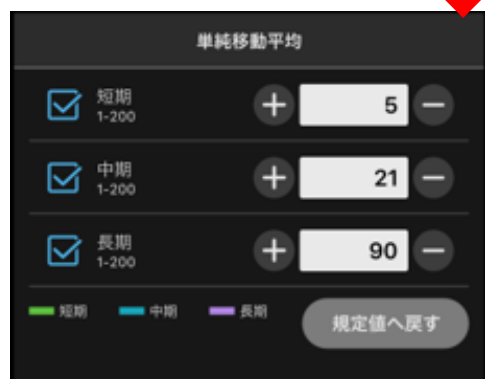 単純移動平均
短期
1-200
+ 5 −
中期
1-200
+ 21 −
長期
1-200
+ 90 −
短期 中期 長期
規定値へ戻す